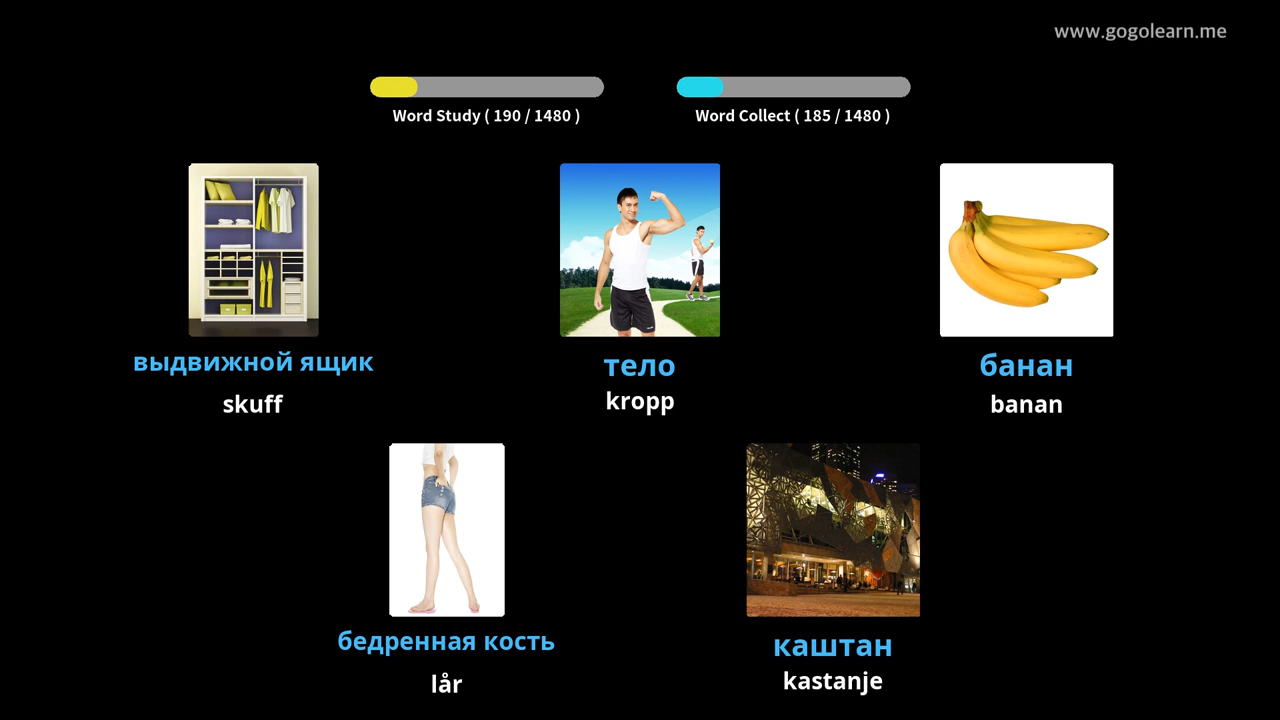 www.gogolearn.me
Word Study ( 190 / 1480 )
Word Collect ( 185 / 1480 )
выдвижной ящик
skuff
тело
kropp
банан
banan
бедренная кость
lår
каштан
kastanje